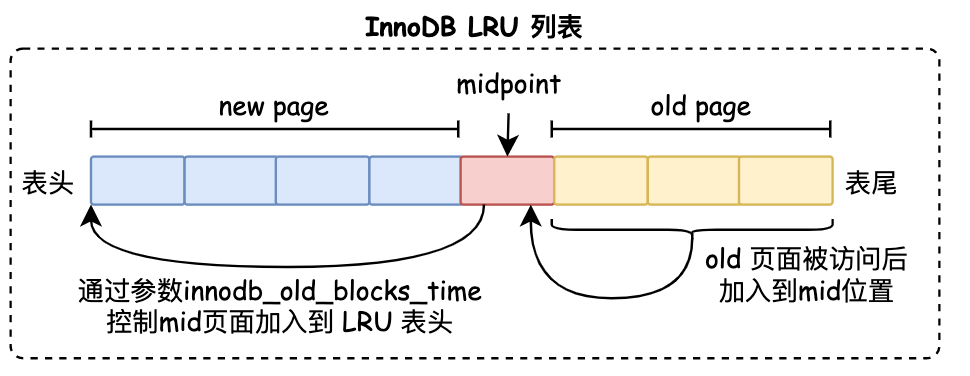 InnoDB LRU 列表
midpoint
new page
old page
表头
表尾
通过参数innodb_old_blocks_time
控制mid页面加入到 LRU 表头
old 页面被访问后
加入到mid位置